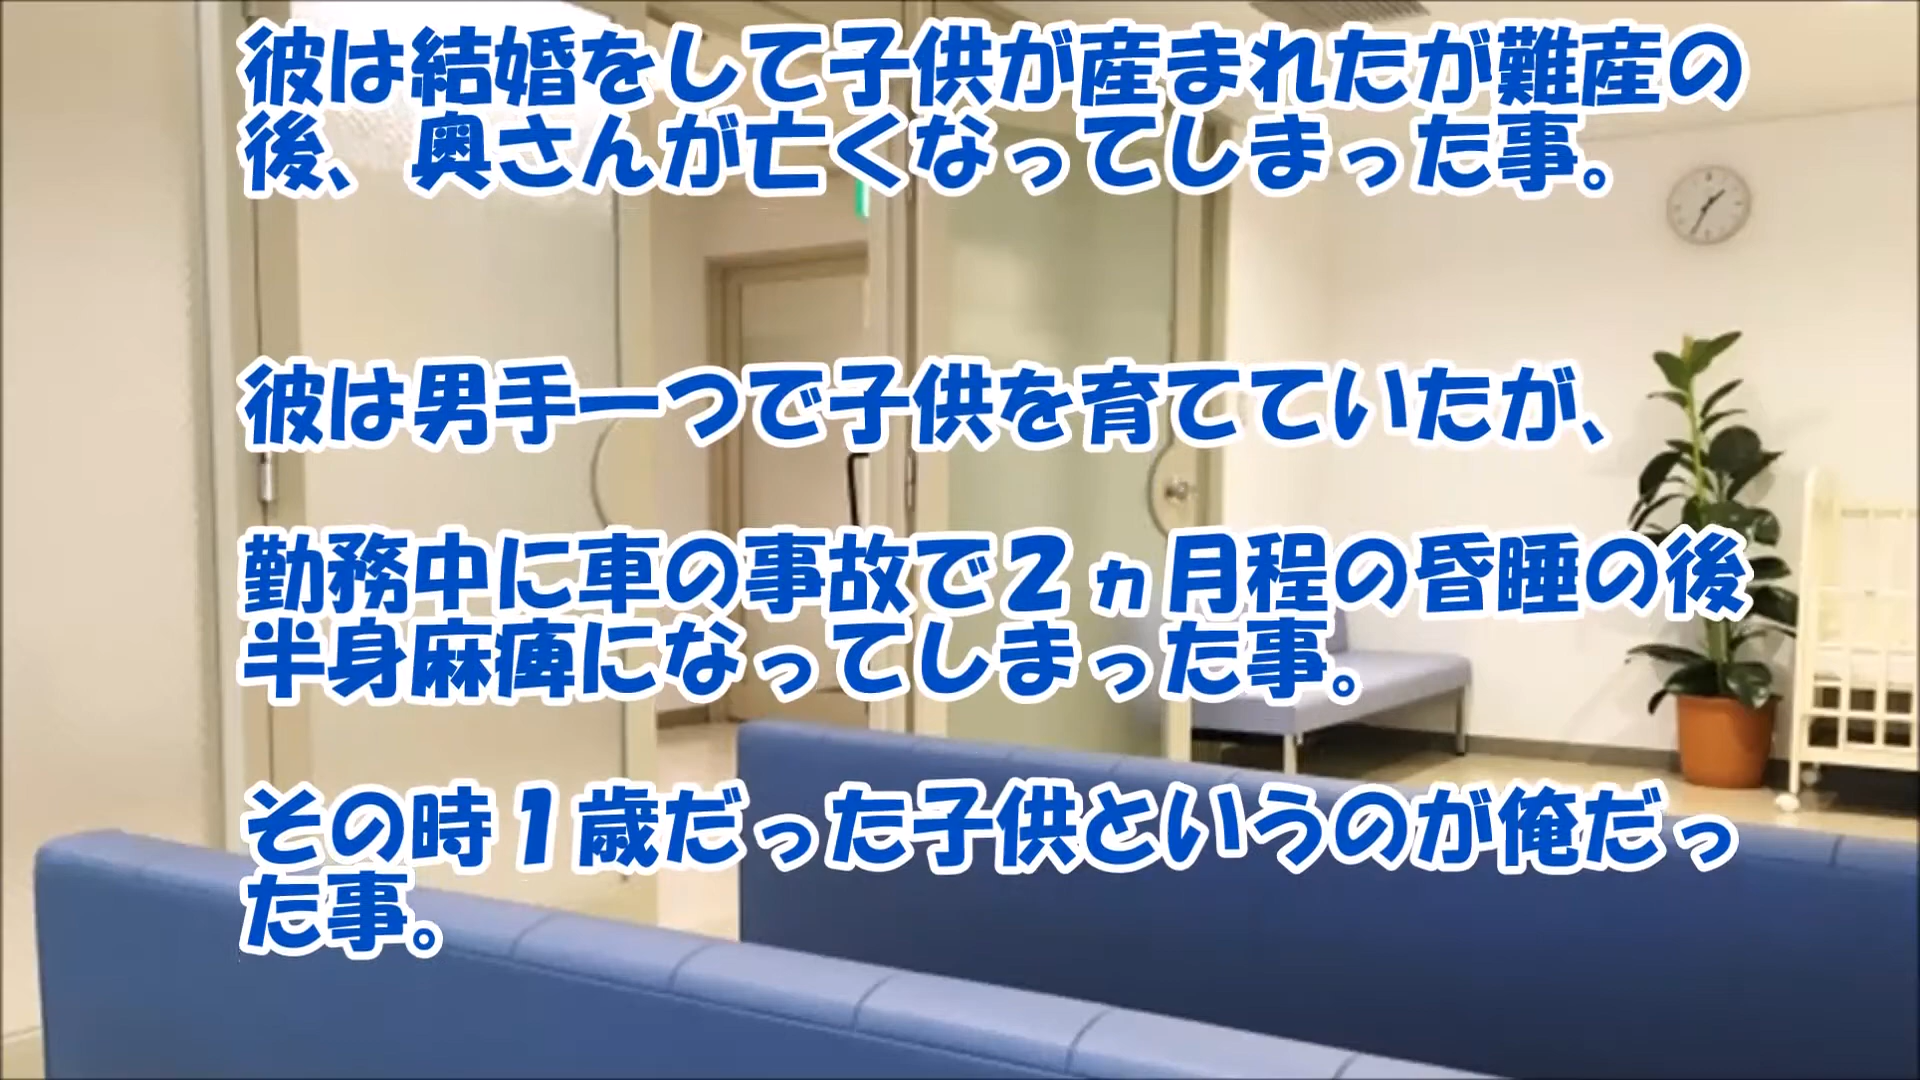 彼は結婚をして子供が産まれたが難産の
後、奥さんが亡くなってしまった事。
彼は男手一つで子供を育てていたが、
勤務中に車の事故で２ヵ月程の昏睡の後
半身麻痺になってしまった事。
その時１歳だった子供というのが俺だっ
た事。